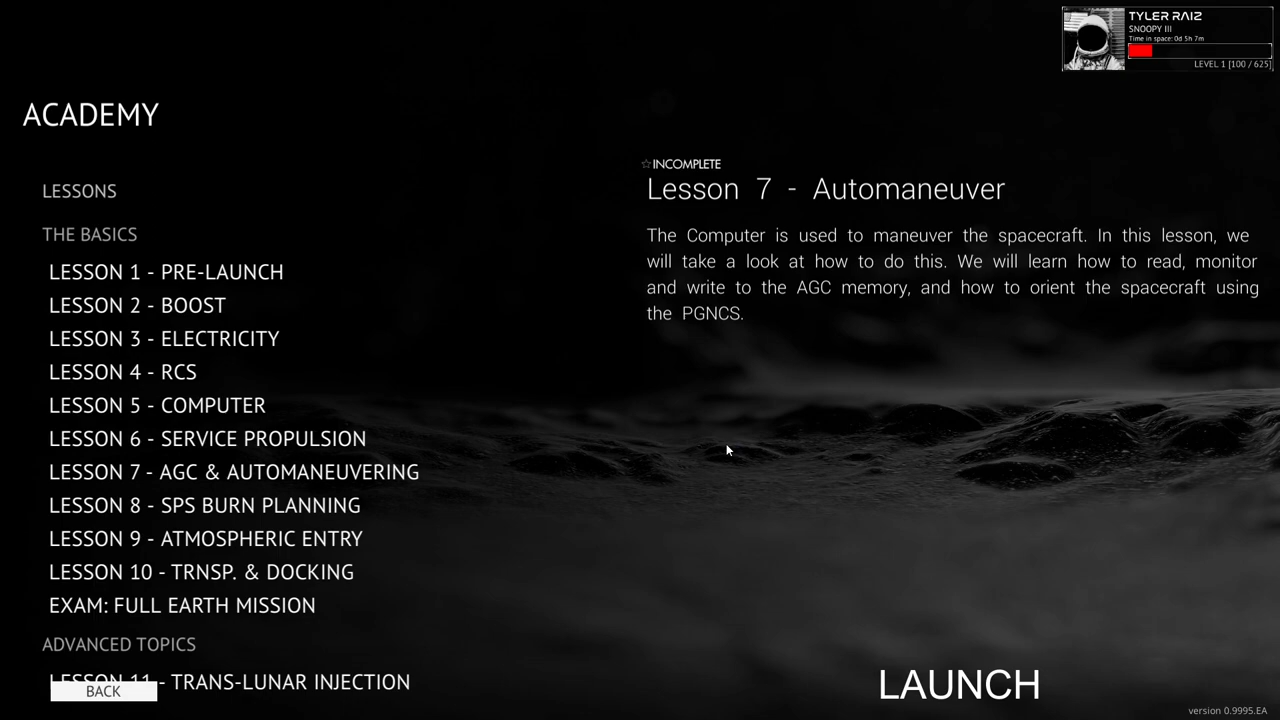 TYLER RAIZ
SNOOPY III
Time in space: 0d 5h 7m
LEVEL 1 [100 / 625]
ACADEMY
LESSONS
THE BASICS
LESSON 1 - PRE-LAUNCH
LESSON 2 - BOOST
LESSON 3 - ELECTRICITY
LESSON 4 - RCS
LESSON 5 - COMPUTER
LESSON 6 - SERVICE PROPULSION
LESSON 7 - AGC & AUTOMANEUVERING
LESSON 8 - SPS BURN PLANNING
LESSON 9 - ATMOSPHERIC ENTRY
LESSON 10 - TRNSP. & DOCKING
EXAM: FULL EARTH MISSION
ADVANCED TOPICS
LESSON 11 - TRANS-LUNAR INJECTION
BACK
☆INCOMPLETE
Lesson 7 - Automaneuver
The Computer is used to maneuver the spacecraft. In this lesson, we
will take a look at how to do this. We will learn how to read, monitor
and write to the AGC memory, and how to orient the spacecraft using
the PGNCS.
LAUNCH
version 0.9995.EA